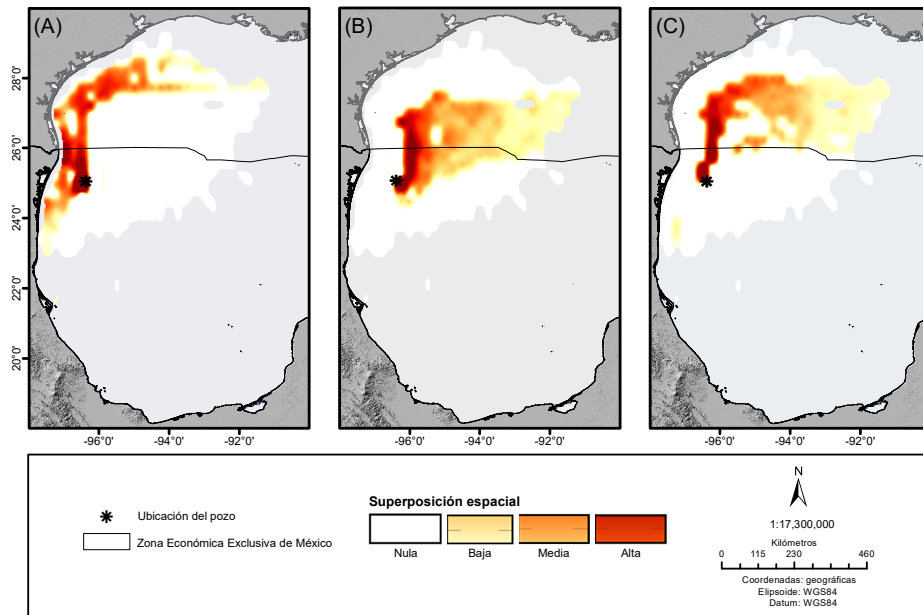 (A)
(B)
(C)
28°0'
26°0'
24°0'
22°0'
20°0'
-96°0' -94°0' -92°0'
-96°0' -94°0' -92°0'
-96°0' -94°0' -92°0'
Ubicación del pozo
Zona Económica Exclusiva de México
Superposición espacial
Nula Baja Media Alta
N
1:17,300,000
Kilómetros
0 115 230 460
Coordenadas: geográficas
Elipsoide: WGS84
Datum: WGS84